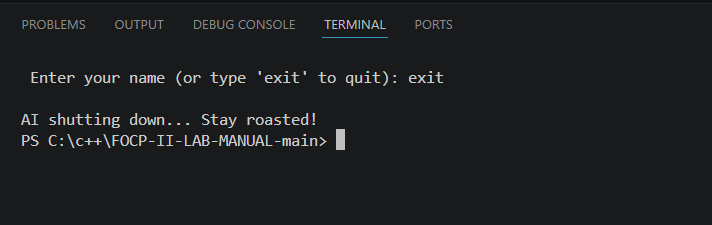 PROBLEMS OUTPUT DEBUG CONSOLE TERMINAL PORTS
Enter your name (or type 'exit' to quit): exit
AI shutting down... Stay roasted!
PS C:\c++\FOCP-II-LAB-MANUAL-main>